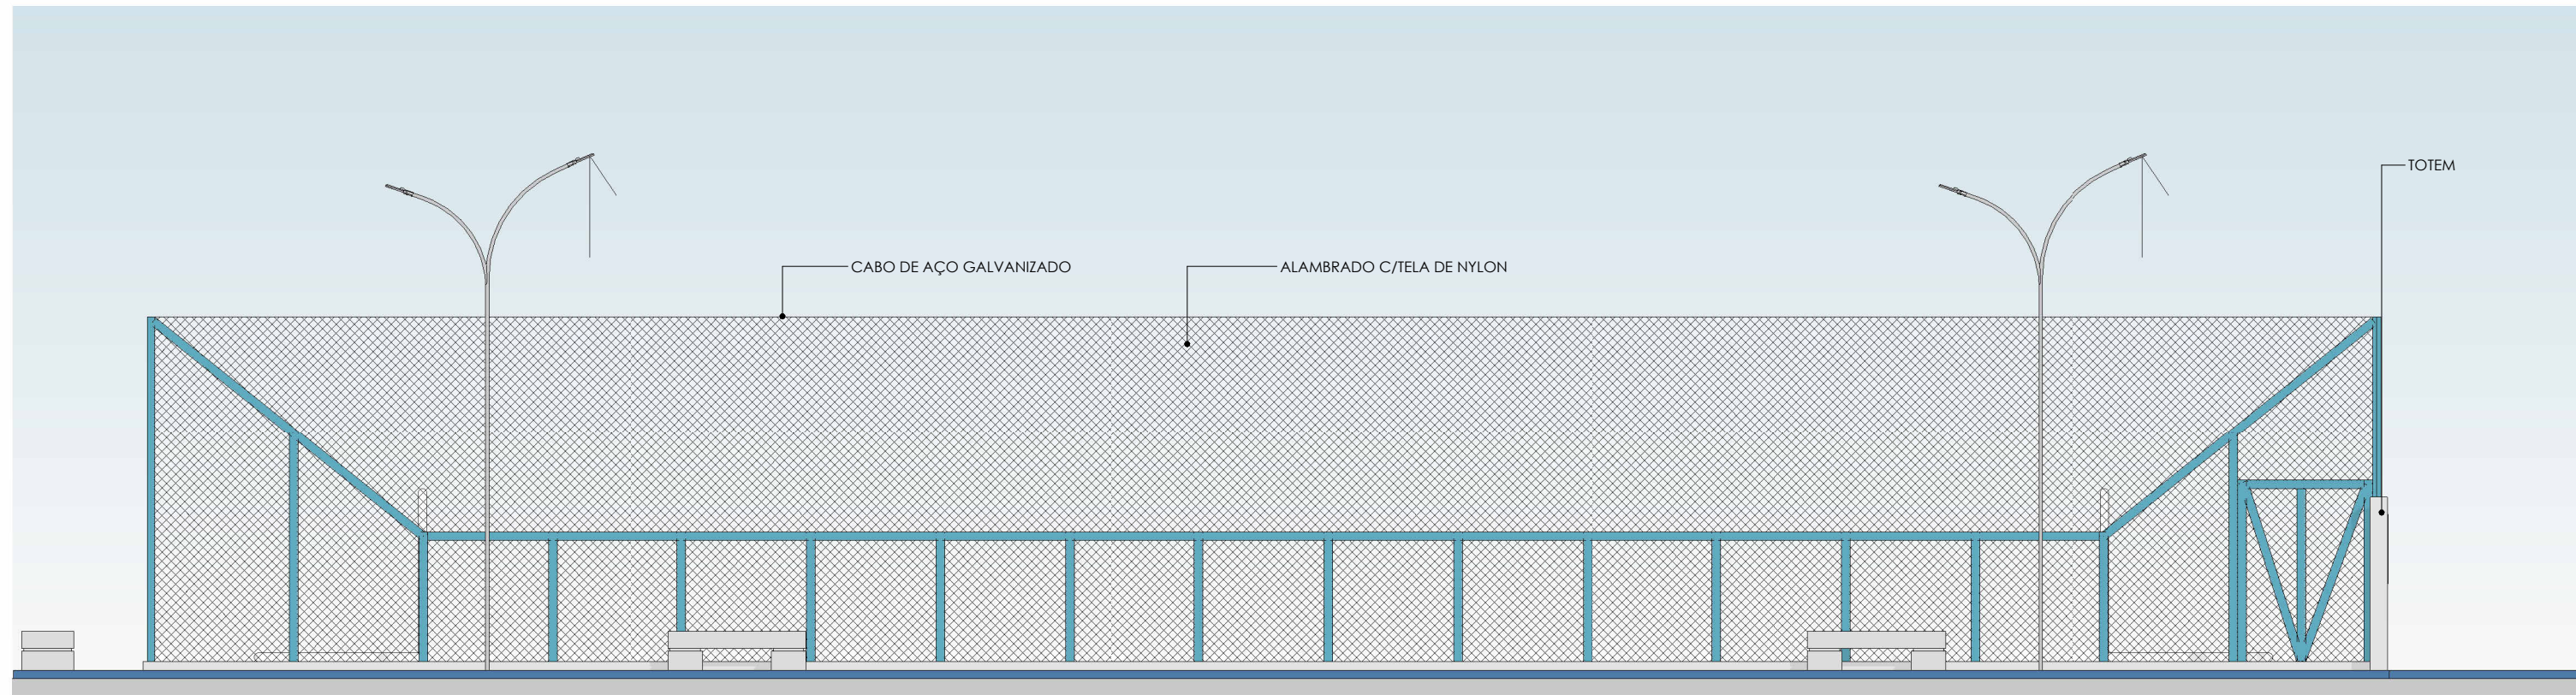 TOTEM
CABO DE AÇO GALVANIZADO
ALAMBRADO C/TELA DE NYLON